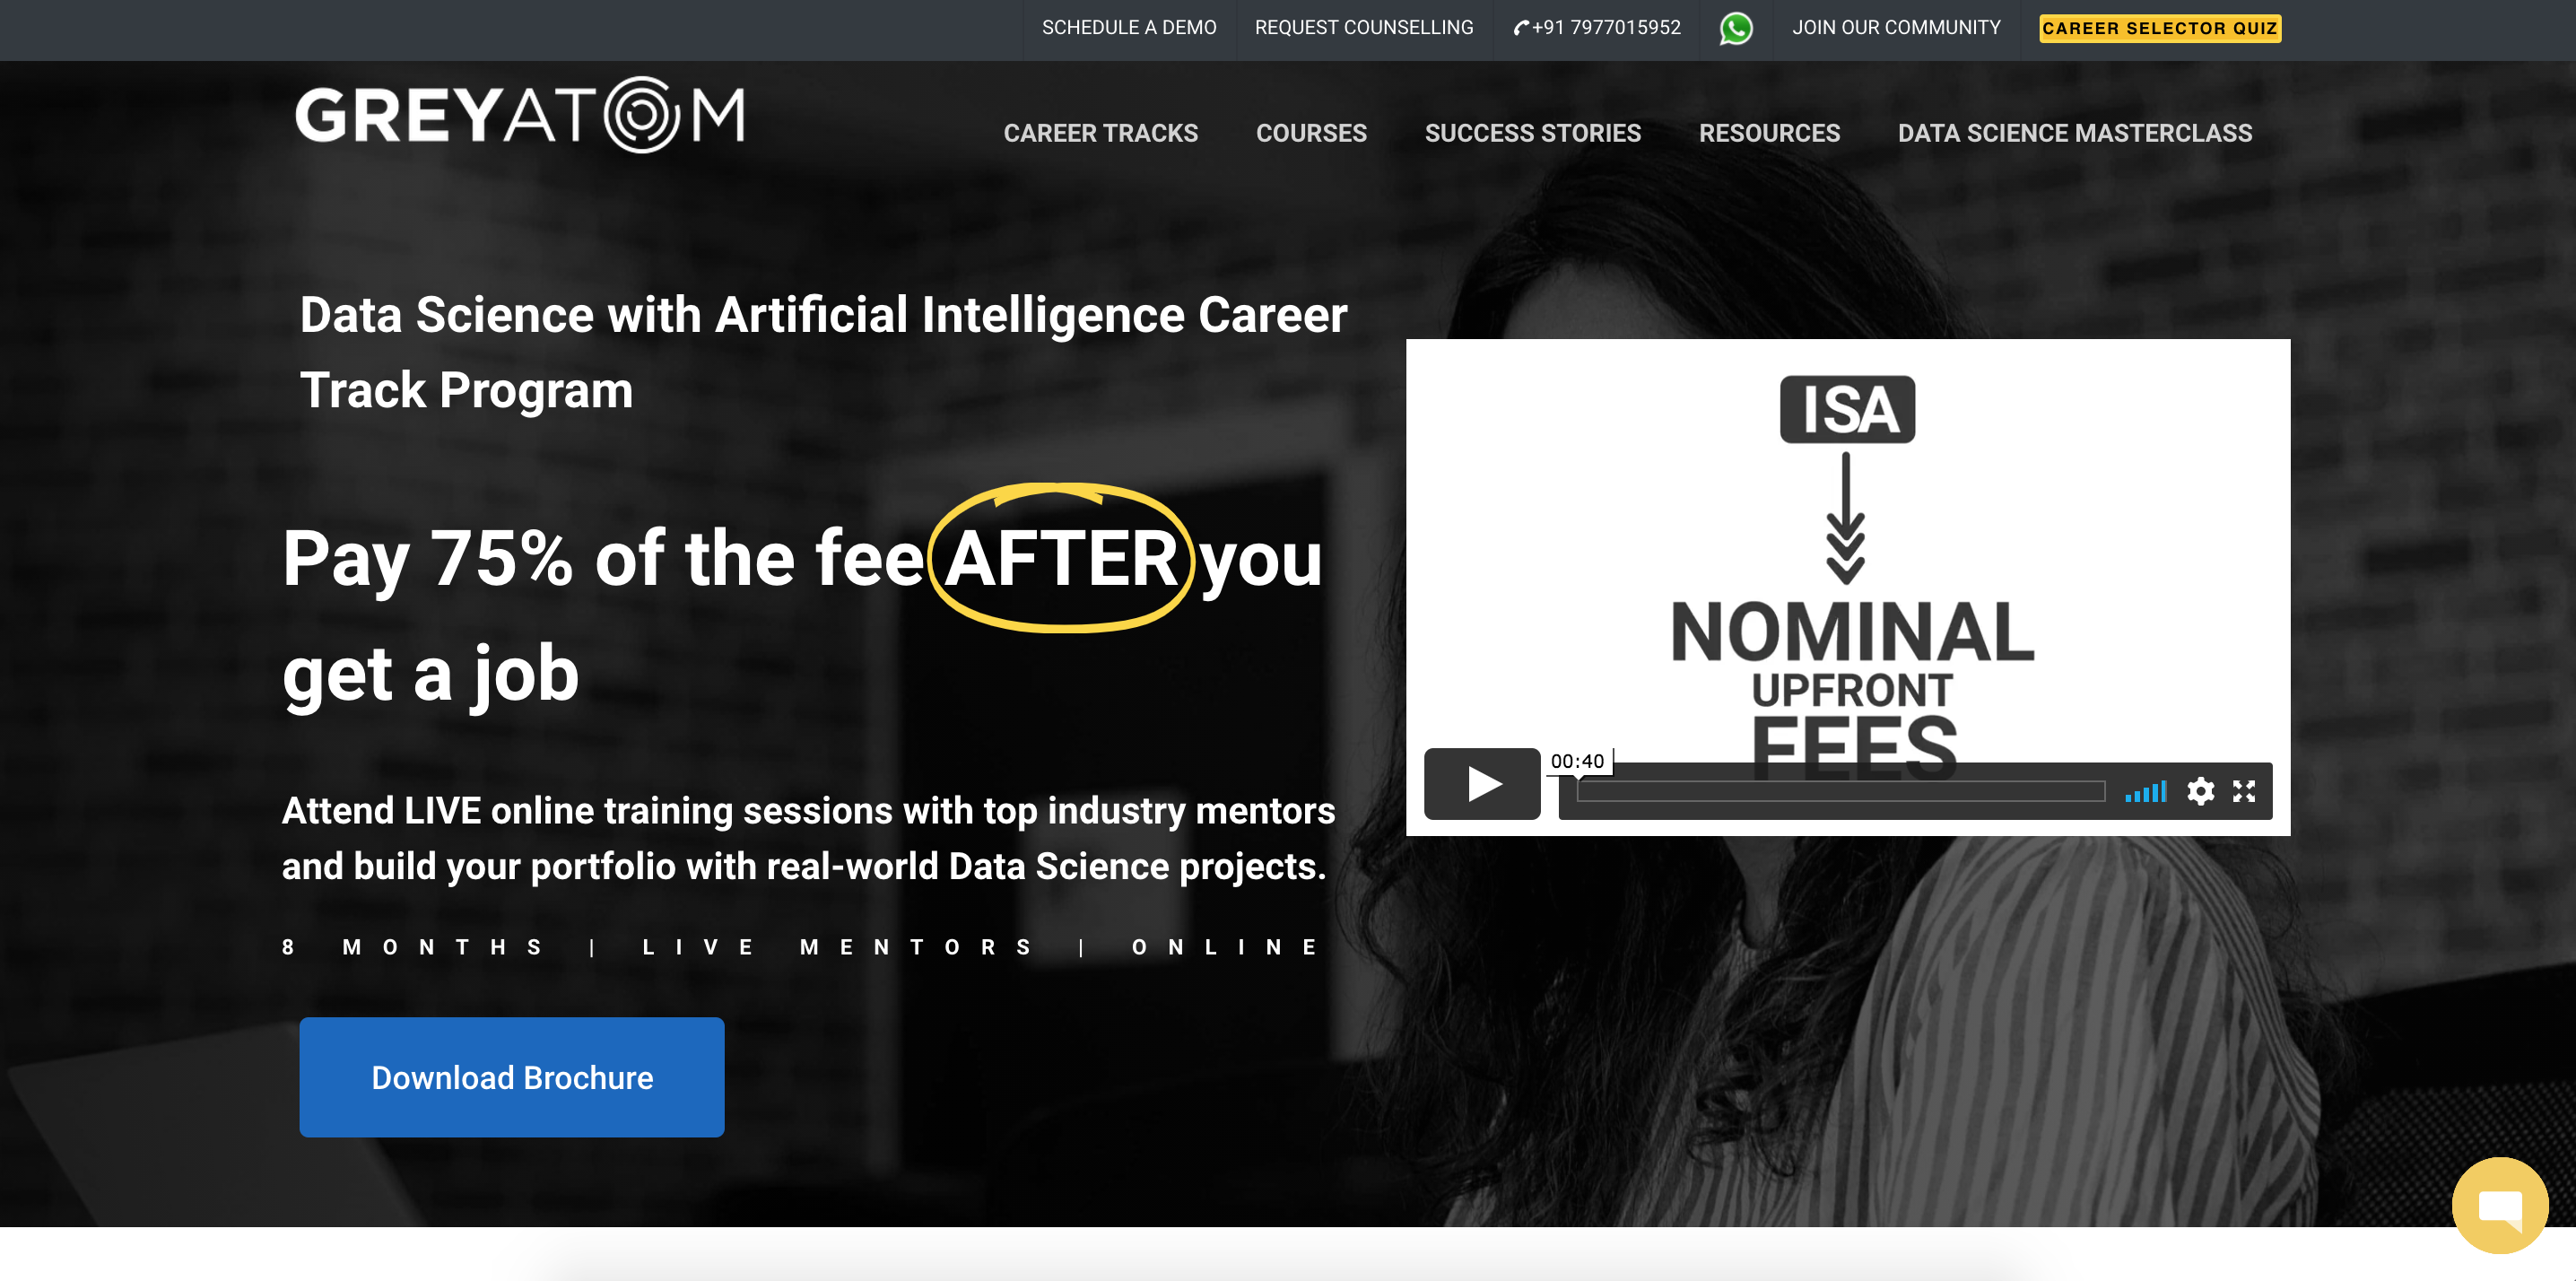 SCHEDULE A DEMO
REQUEST COUNSELLING
+91 7977015952
JOIN OUR COMMUNITY
CAREER SELECTOR QUIZ
GREYATOM
CAREER TRACKS
COURSES
SUCCESS STORIES
RESOURCES
DATA SCIENCE MASTERCLASS
Data Science with Artificial Intelligence Career
Track Program
Pay 75% of the fee AFTER you
get a job
Attend LIVE online training sessions with top industry mentors
and build your portfolio with real-world Data Science projects.
8 MONTHS | LIVE MENTORS | ONLINE
Download Brochure
ISA
NOMINAL
UPFRONT
FEES
00:40